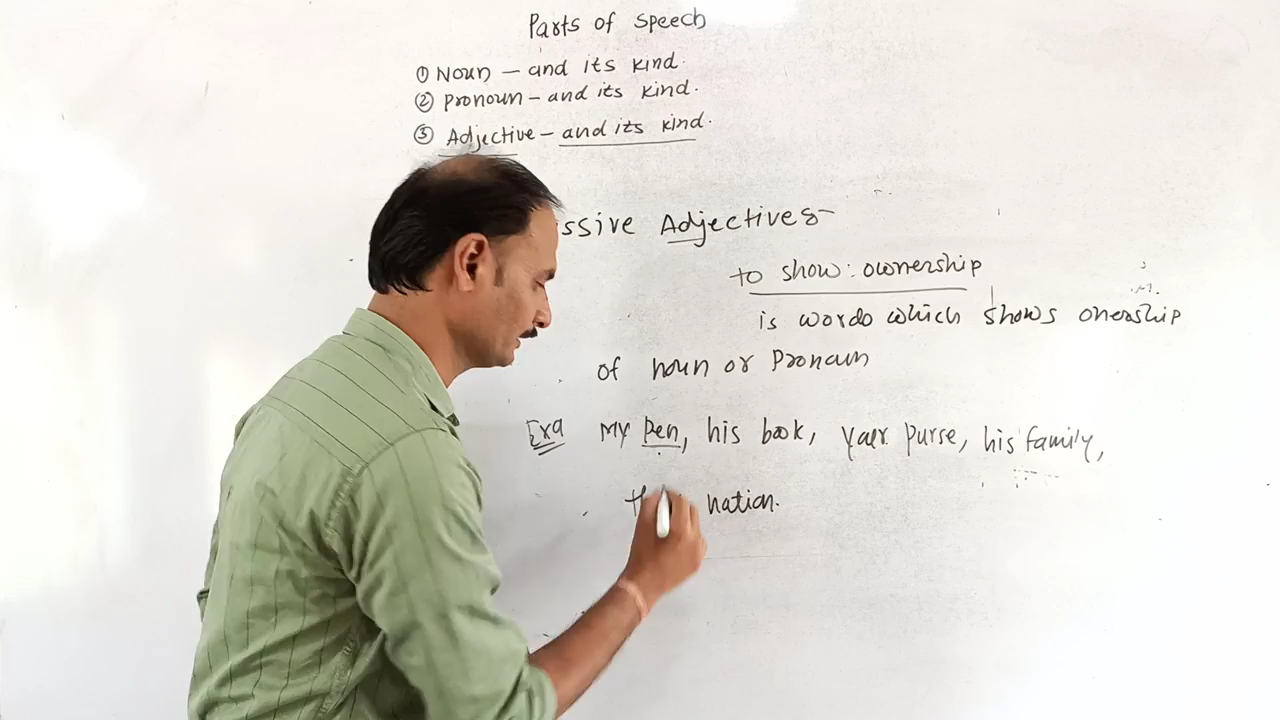 Parts of speech
① Noun – and its kind.
② Pronoun – and its kind.
③ Adjective – and its kind.
ssive Adjectives-
to show: ownership
is words which shows onership
of noun or Pronoun
Exa My pen, his book, your purse, his family,
nation.